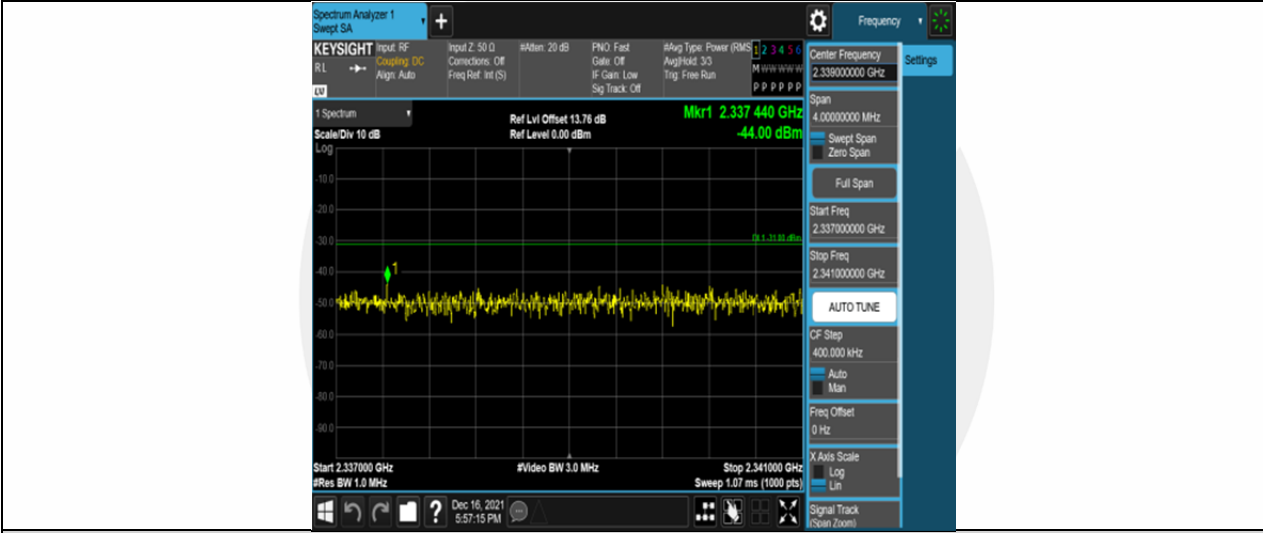 Spectrum Analyzer 1
Swept SA
+
Frequency
KEYSIGHT
RL
LV
Input: RF
Coupling: DC
Align: Auto
Input Z: 50 Ω
Corrections: Off
Freq Ref: Int (S)
#Atten: 20 dB
PNO: Fast
Gate: Off
IF Gain: Low
Sig Track: Off
#Avg Type: Power (RMS
Avg|Hold: 3/3
Trig: Free Run
1 2 3 4 5 6
M W W W W W
P P P P P P
1 Spectrum
Scale/Div 10 dB
Ref Lvl Offset 13.76 dB
Ref Level 0.00 dBm
Mkr1 2.337 440 GHz
-44.00 dBm
Log
-10.0
-20.0
-30.0
DL1 -31.00 dBm
-40.0
1
-50.0
-60.0
-70.0
-80.0
-90.0
Start 2.337000 GHz
#Res BW 1.0 MHz
#Video BW 3.0 MHz
Stop 2.341000 GHz
Sweep 1.07 ms (1000 pts)
?
Dec 16, 2021
5:57:15 PM
Center Frequency
2.339000000 GHz
Settings
Span
4.00000000 MHz
Swept Span
Zero Span
Full Span
Start Freq
2.337000000 GHz
Stop Freq
2.341000000 GHz
AUTO TUNE
CF Step
400.000 kHz
Auto
Man
Freq Offset
0 Hz
X Axis Scale
Log
Lin
Signal Track
(Span Zoom)